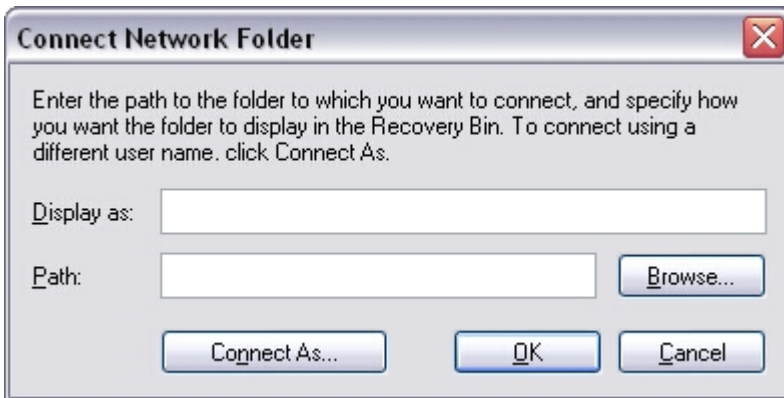 Connect Network Folder
Enter the path to the folder to which you want to connect, and specify how
you want the folder to display in the Recovery Bin. To connect using a
different user name. click Connect As.
Display as:
Path:
Browse...
Connect As...
OK
Cancel